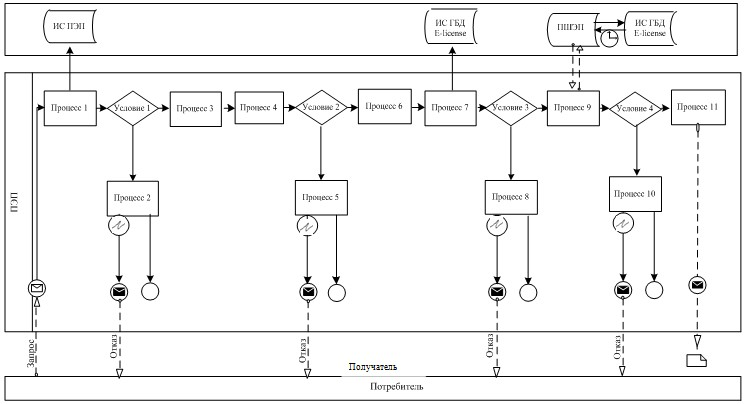 ИС ПЭП
ИС ГБД
E-license
ПШЭП
ИС ГБД
E-license
Процесс 1
Условие 1
Процесс 3
Процесс 4
Условие 2
Процесс 6
Процесс 7
Условие 3
Процесс 9
Условие 4
Процесс 11
Процесс 2
Процесс 5
Процесс 8
Процесс 10
ПЭП
Запрос
Отказ
Отказ
Отказ
Отказ
Получатель
Потребитель